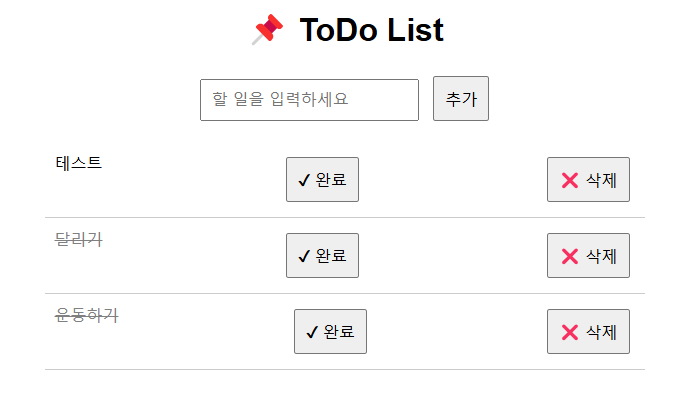 📌 ToDo List
할 일을 입력하세요 추가
테스트 ✔ 완료 ❌ 삭제
달리기 ✔ 완료 ❌ 삭제
운동하기 ✔ 완료 ❌ 삭제